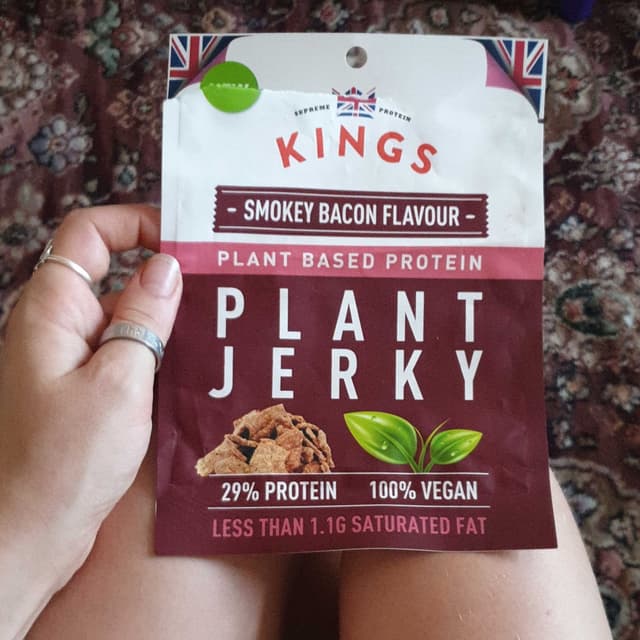 SUPREME PROTEIN
KINGS
- SMOKEY BACON FLAVOUR -
PLANT BASED PROTEIN
PLANT
JERKY
29% PROTEIN 100% VEGAN
LESS THAN 1.1G SATURATED FAT